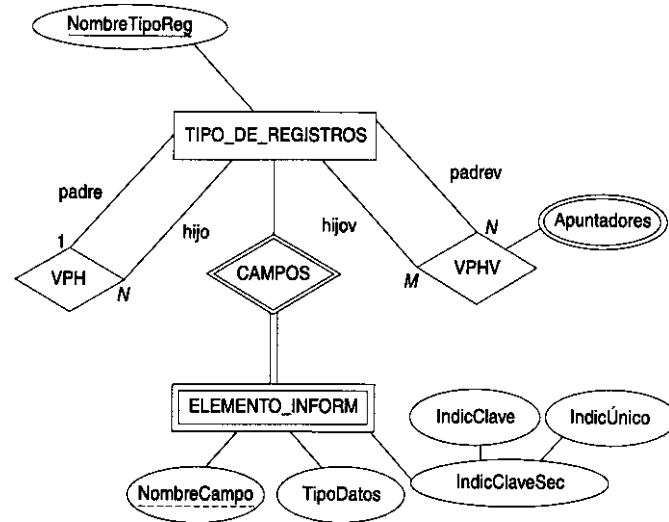 NombreTipoReg
TIPO_DE_REGISTROS
padre
hijo
hijov
padrev
Apuntadores
1
N
VPH
N
CAMPOS
M
VPHV
ELEMENTO_INFORM
IndicClave
IndicÚnico
NombreCampo
TipoDatos
IndicClaveSec